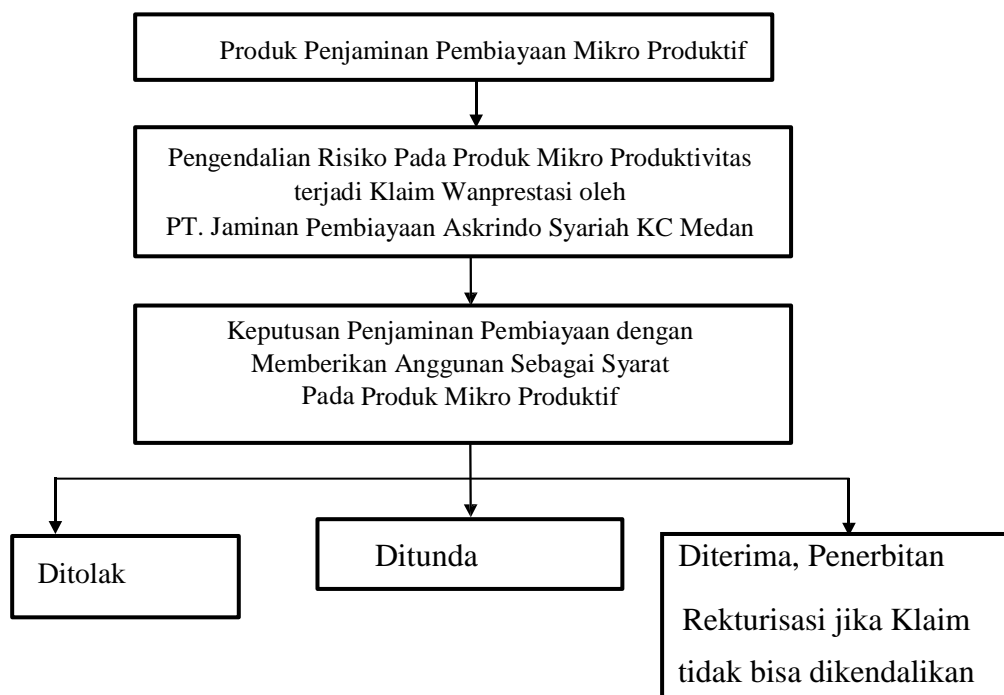 Produk Penjaminan Pembiayaan Mikro Produktif
Pengendalian Risiko Pada Produk Mikro Produktivitas
terjadi Klaim Wanprestasi oleh
PT. Jaminan Pembiayaan Askrindo Syariah KC Medan
Keputusan Penjaminan Pembiayaan dengan
Memberikan Anggunan Sebagai Syarat
Pada Produk Mikro Produktif
Ditolak
Ditunda
Diterima, Penerbitan
Rekturisasi jika Klaim
tidak bisa dikendalikan